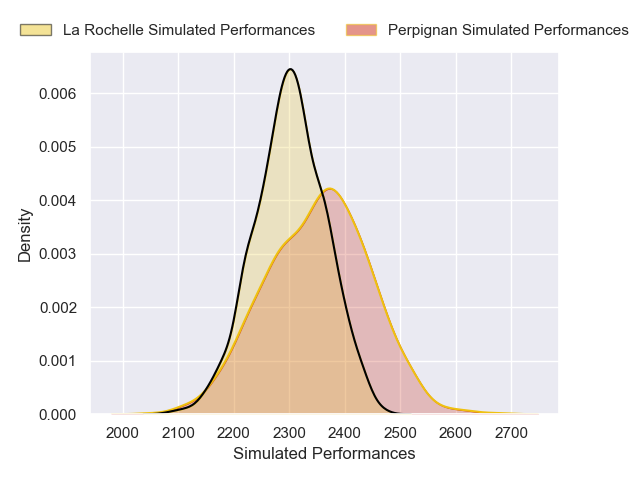 La Rochelle Simulated Performances Perpignan Simulated Performances
0.006
0.005
0.004
0.003
0.002
0.001
0.000
Density
2000 2100 2200 2300 2400 2500 2600 2700
Simulated Performances